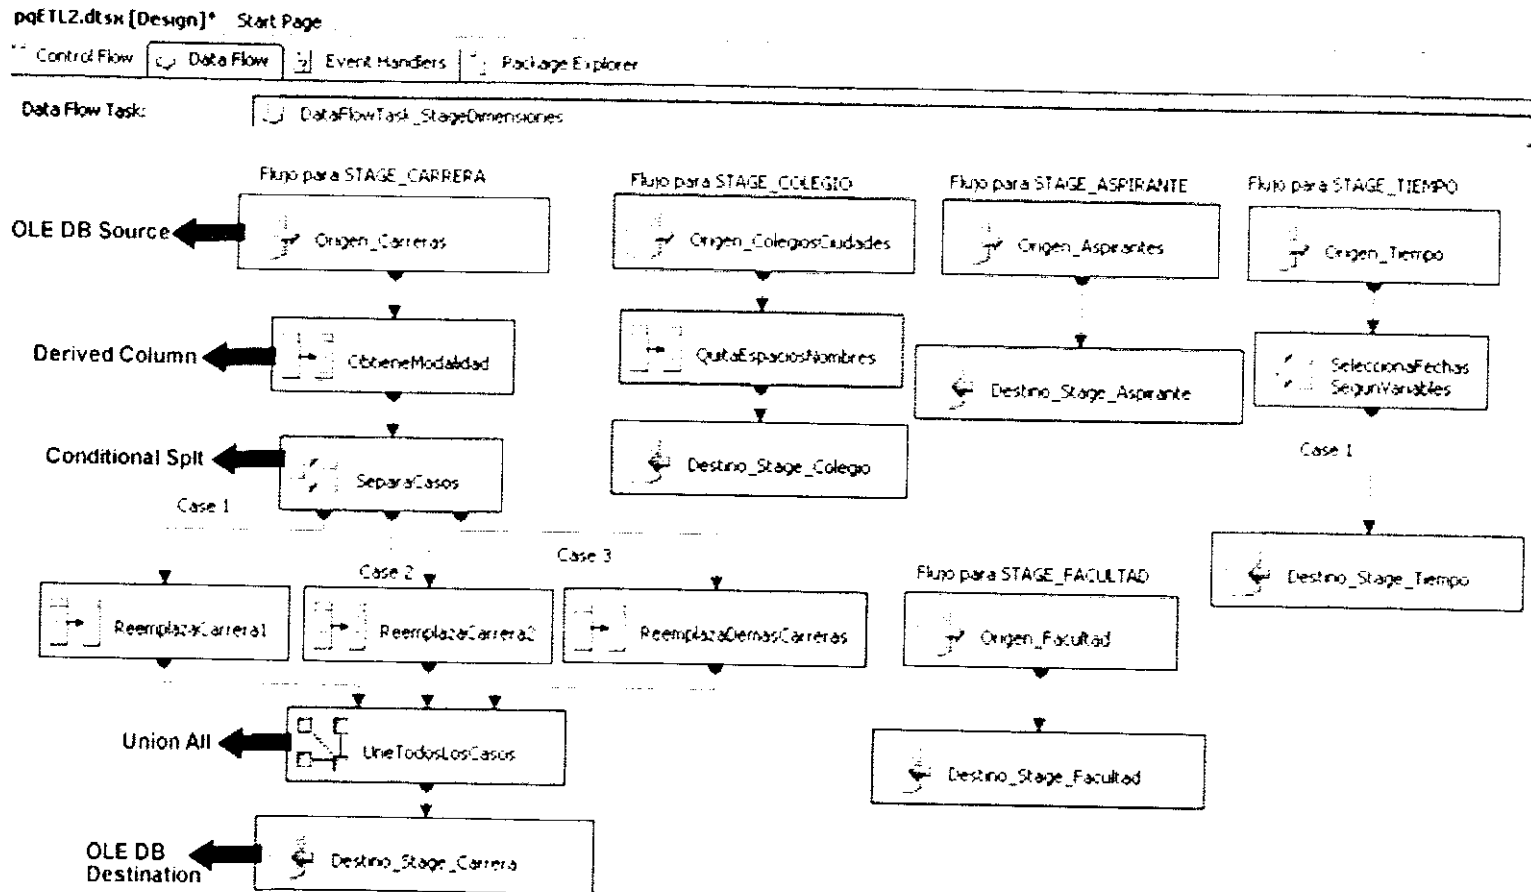 pqETL2.dtsx [Design]* Start Page
Control Flow Data Flow Event Handlers Package Explorer
Data Flow Task: DataFlowTask_StageDimensiones
Flujo para STAGE_CARRERA
Flujo para STAGE_COLEGIO
Flujo para STAGE_ASPIRANTE
Flujo para STAGE_TIEMPO
OLE DB Source
Origen_Carreras
Origen_ColegiosCiudades
Origen_Aspirantes
Origen_Tiempo
Derived Column
ObtieneModalidad
QuitaEspaciosNombres
Destino_Stage_Aspirante
SeleccionaFechas
SegunVariables
Conditional Split
SeparaCasos
Destino_Stage_Colegio
Case 1
Case 1
Case 2
Case 3
Destino_Stage_Tiempo
Flujo para STAGE_FACULTAD
ReemplazaCarrera1
ReemplazaCarrera2
ReemplazaDemasCarreras
Origen_Facultad
Union All
UneTodosLosCasos
Destino_Stage_Facultad
OLE DB
Destination
Destino_Stage_Carrera